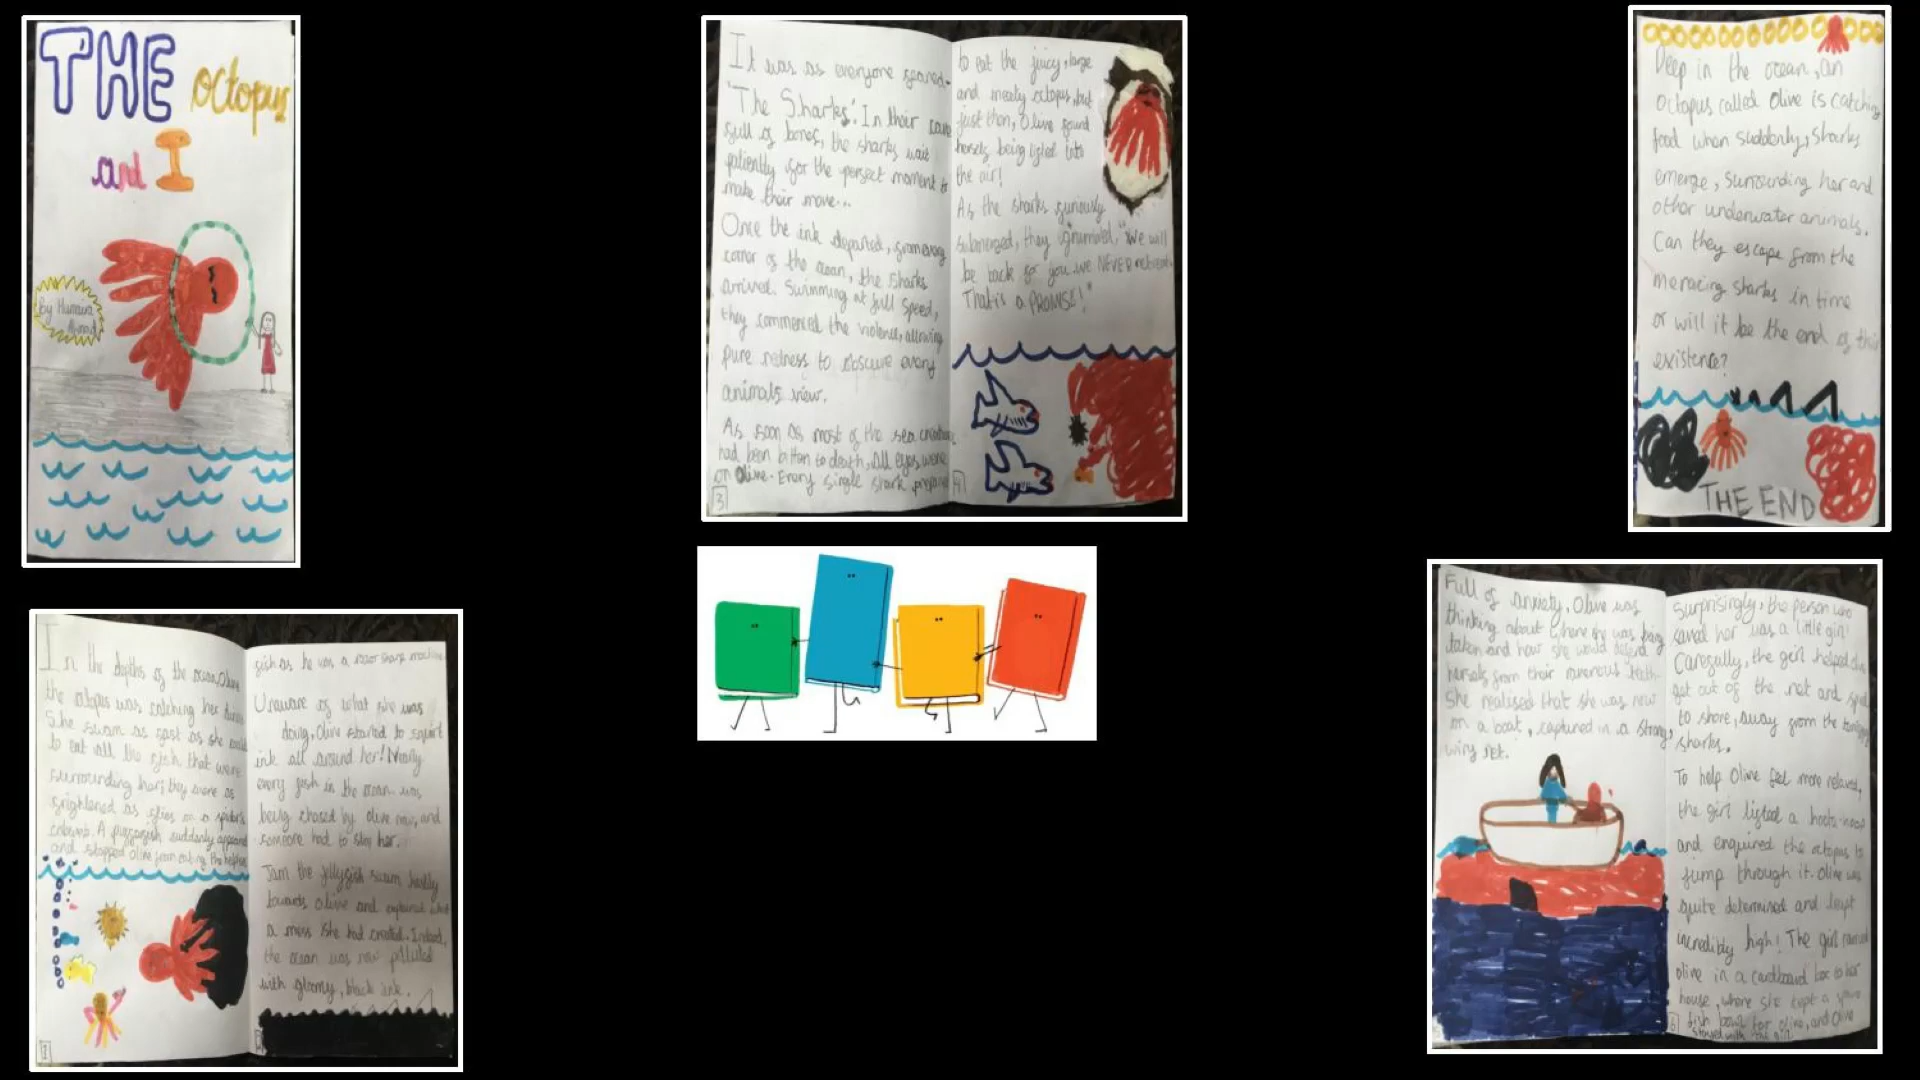 THE octopus
and I
By Humaira
In the depths of the ocean, Olive
the octopus was catching her dinner.
She swam as fast as she could
to eat all the fish that were
surrounding her; they were as
frightened as flies in a spider's
cobweb. A pufferfish suddenly appeared
and stopped Olive from eating the helpless
1
fish as he was a razor sharp machine.
Unaware of what she was
doing, Olive started to squirt
ink all around her! Nearly
every fish in the ocean was
being chased by Olive now, and
someone had to stop her.
Jam the jellyfish swam
towards Olive and explained what
a mess she had created. Indeed,
the ocean was now polluted
with gloomy, black ink.
2
It was as everyone feared-
'The Sharks'. In their cave
full of bones, the sharks wait
patiently for the perfect moment to
make their move...
Once the ink departed, from every
corner of the ocean, the sharks
arrived. Swimming at full speed,
they commenced the violence, allowing
pure redness to obscure every
animals view.
As soon as most of the sea creatures
had been bitten to death, all eyes were
on Olive. Every single shark prepared
3
to eat the juicy, large
and meaty octopus, but
just then, Olive found
herself being lifted into
the air!
As the sharks furiously
submerged, they grumbled, "We will
be back for you, we NEVER
That is a PROMISE!"
4
Full of anxiety, Olive was
thinking about where she was being
taken and how she would defend
herself from their ravenous teeth.
She realised that she was now
on a boat, captured in a strong,
wiry net.
Surprisingly, the person who
saved her was a little girl!
Carefully, the girl helped Olive
get out of the net and sped
to shore, away from the
sharks.
To help Olive feel more relaxed,
the girl lifted a hoola-hoop
and enquired the octopus to
jump through it. Olive was
quite determined and leapt
incredibly high! The girl carried
Olive in a cardboard box to her
house, where she kept a
fish bowl for Olive, and Olive
stayed with the girl.
6
Deep in the ocean, an
octopus called Olive is catching
food when suddenly, sharks
emerge, surrounding her and
other underwater animals.
Can they escape from the
menacing sharks in time
or will it be the end of their
existence?
THE END